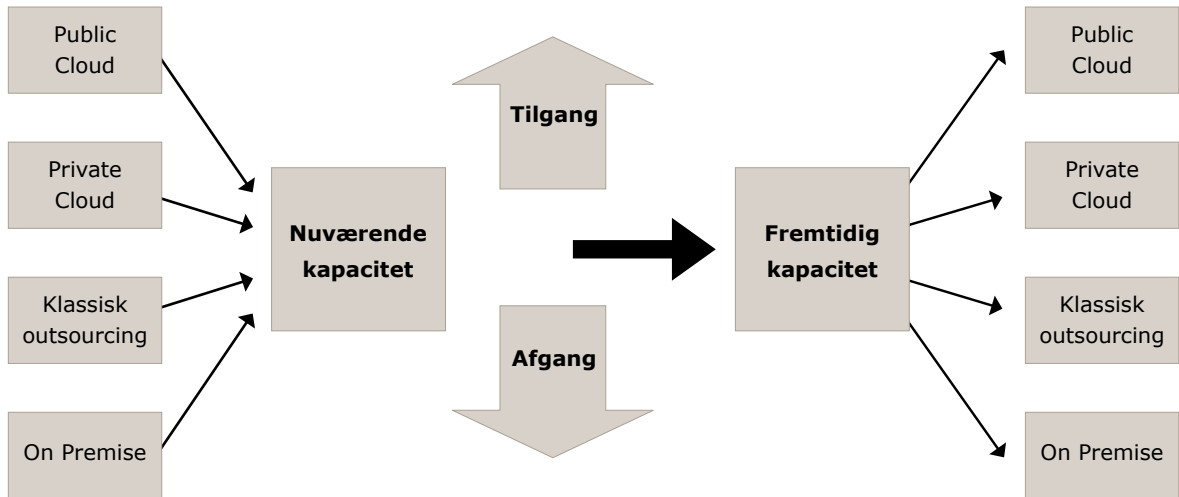 Public
Cloud
Private
Cloud
Klassisk
outsourcing
On Premise
Nuværende
kapacitet
Tilgang
Afgang
Fremtidig
kapacitet
Public
Cloud
Private
Cloud
Klassisk
outsourcing
On Premise